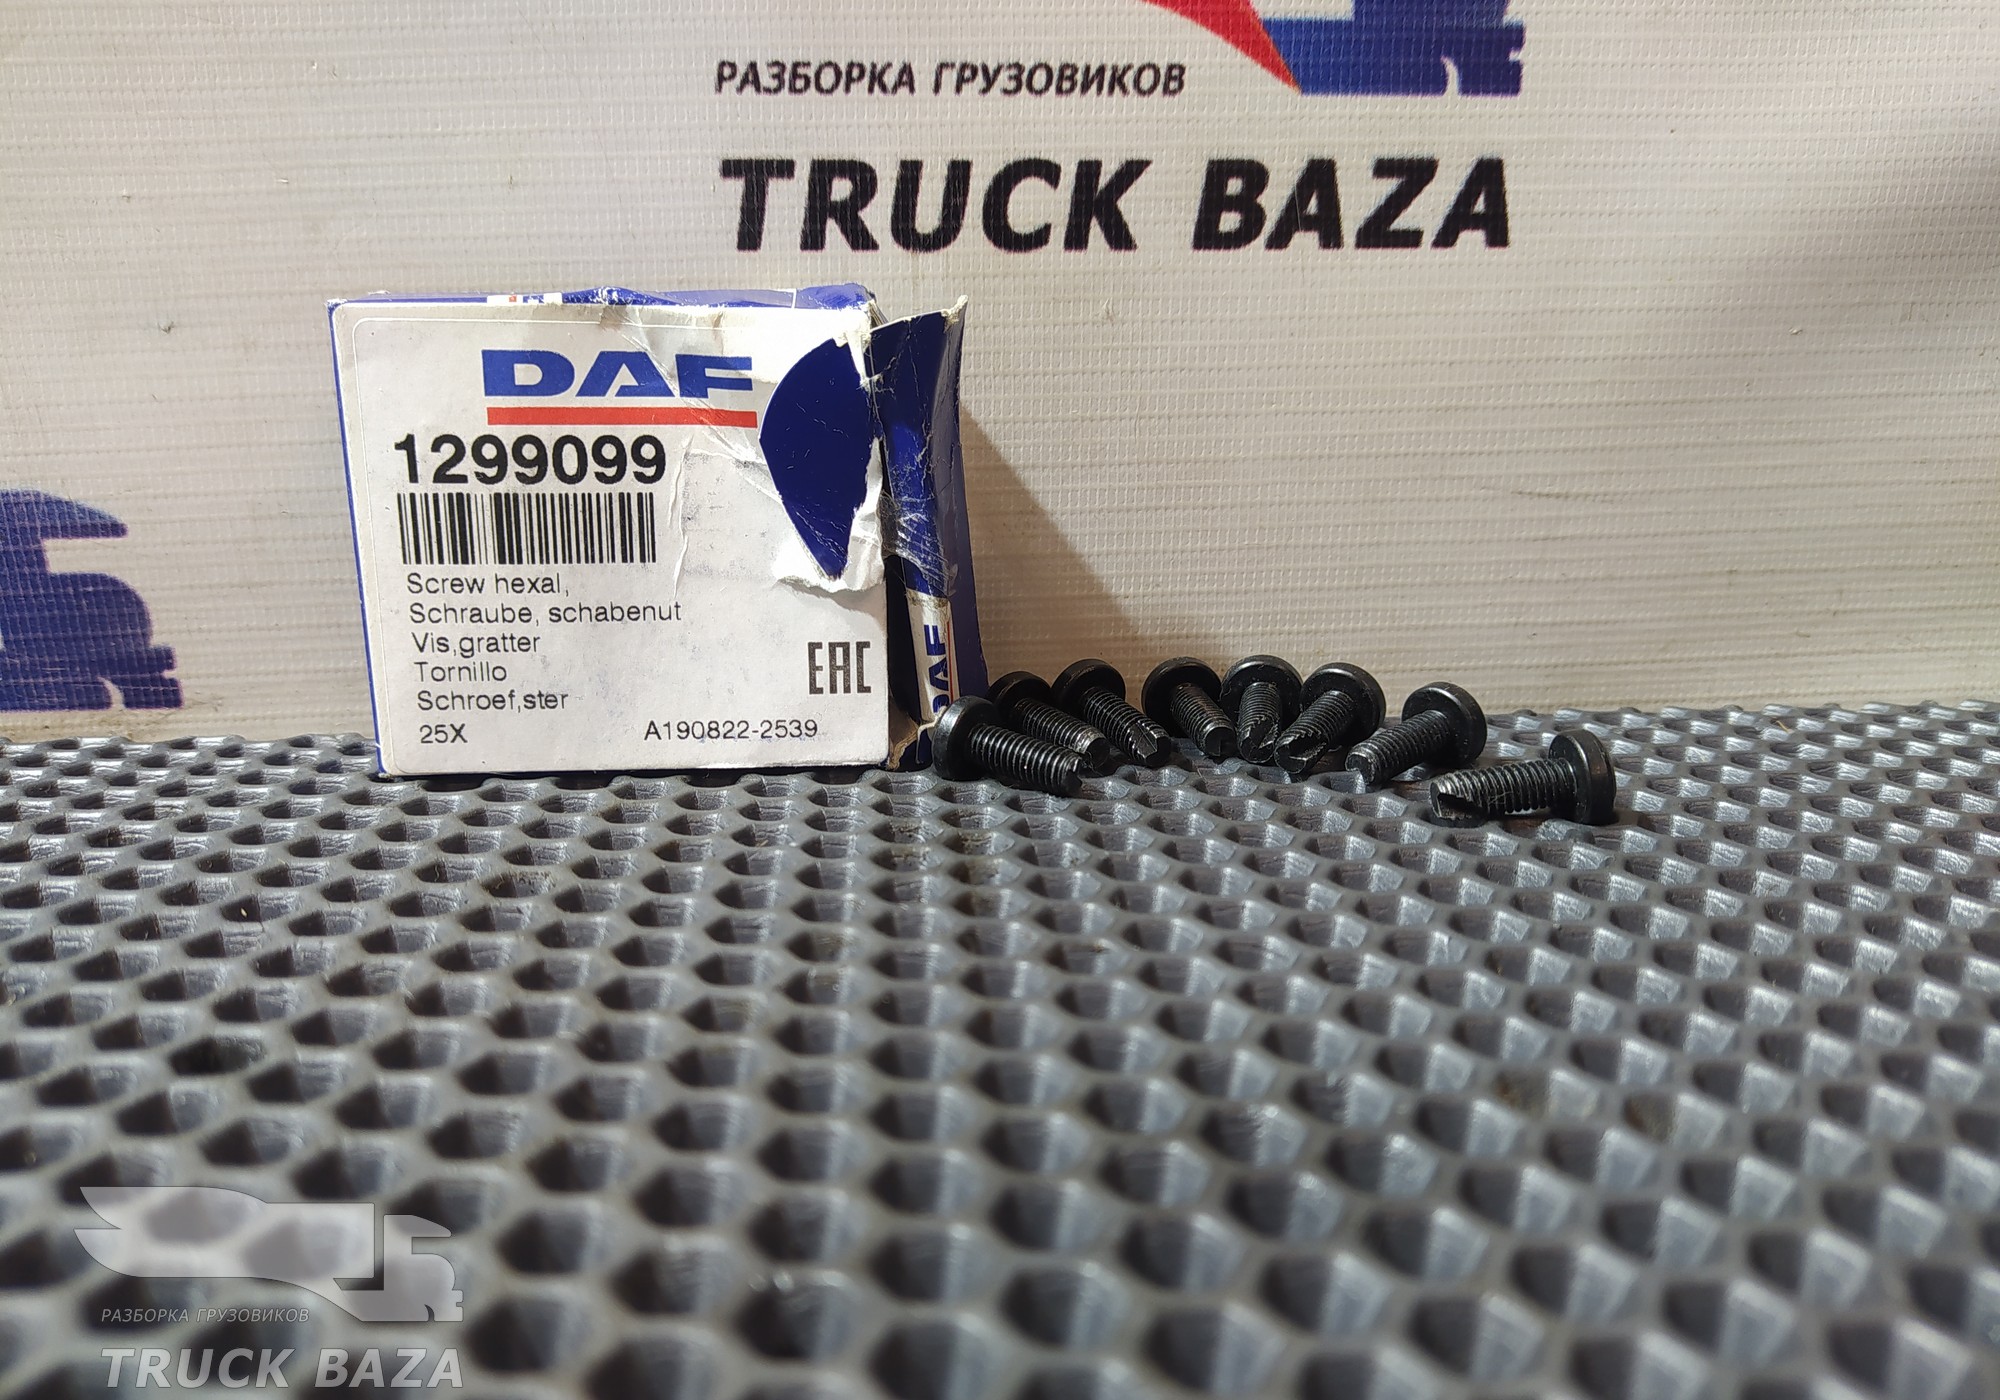 РАЗБОРКА ГРУЗОВИКОВ
TRUCK BAZA
DAF
1299099
Screw hexal,
Schraube, schabenut
Vis,gratter
Tornillo
Schroef,ster
EAC
25X A190822-2539
DAF
РАЗБОРКА ГРУЗОВИКОВ
TRUCK BAZA